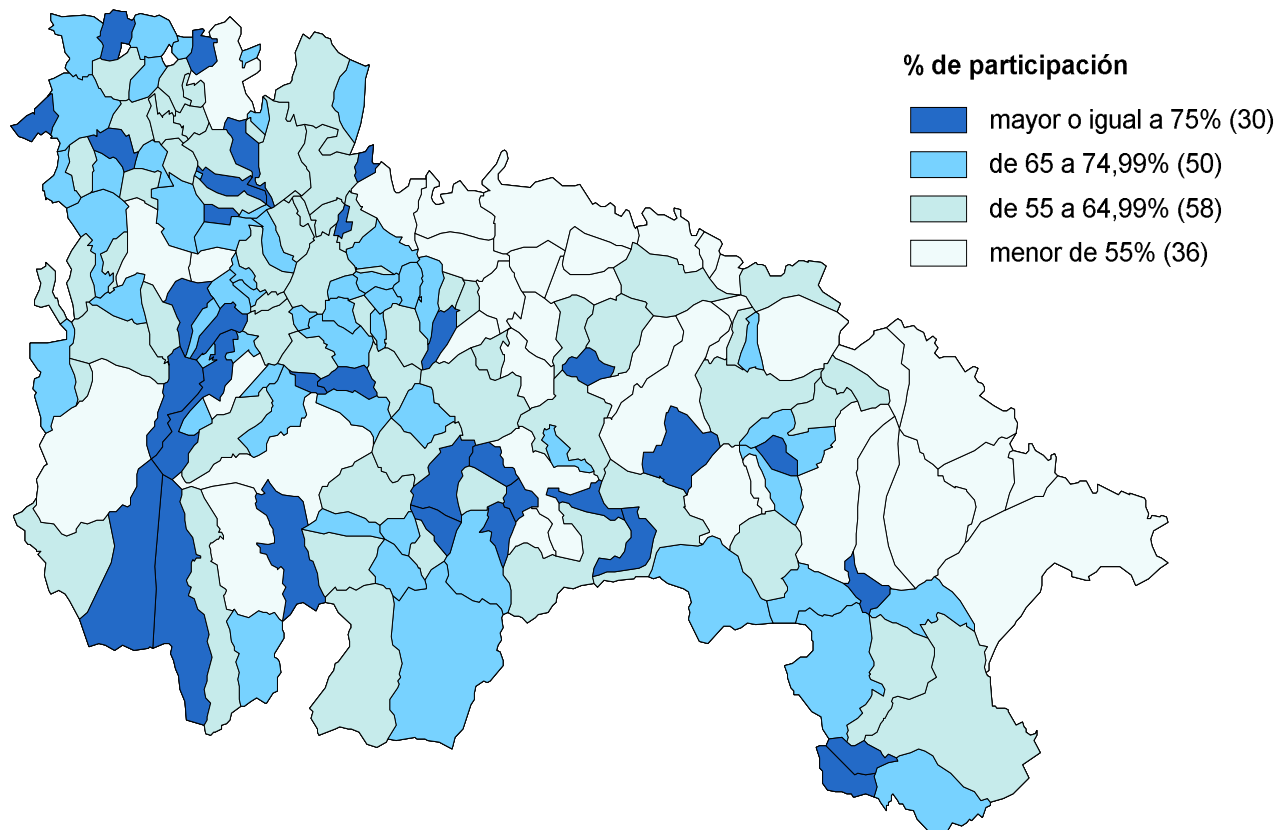 % de participación
mayor o igual a 75% (30)
de 65 a 74,99% (50)
de 55 a 64,99% (58)
menor de 55% (36)